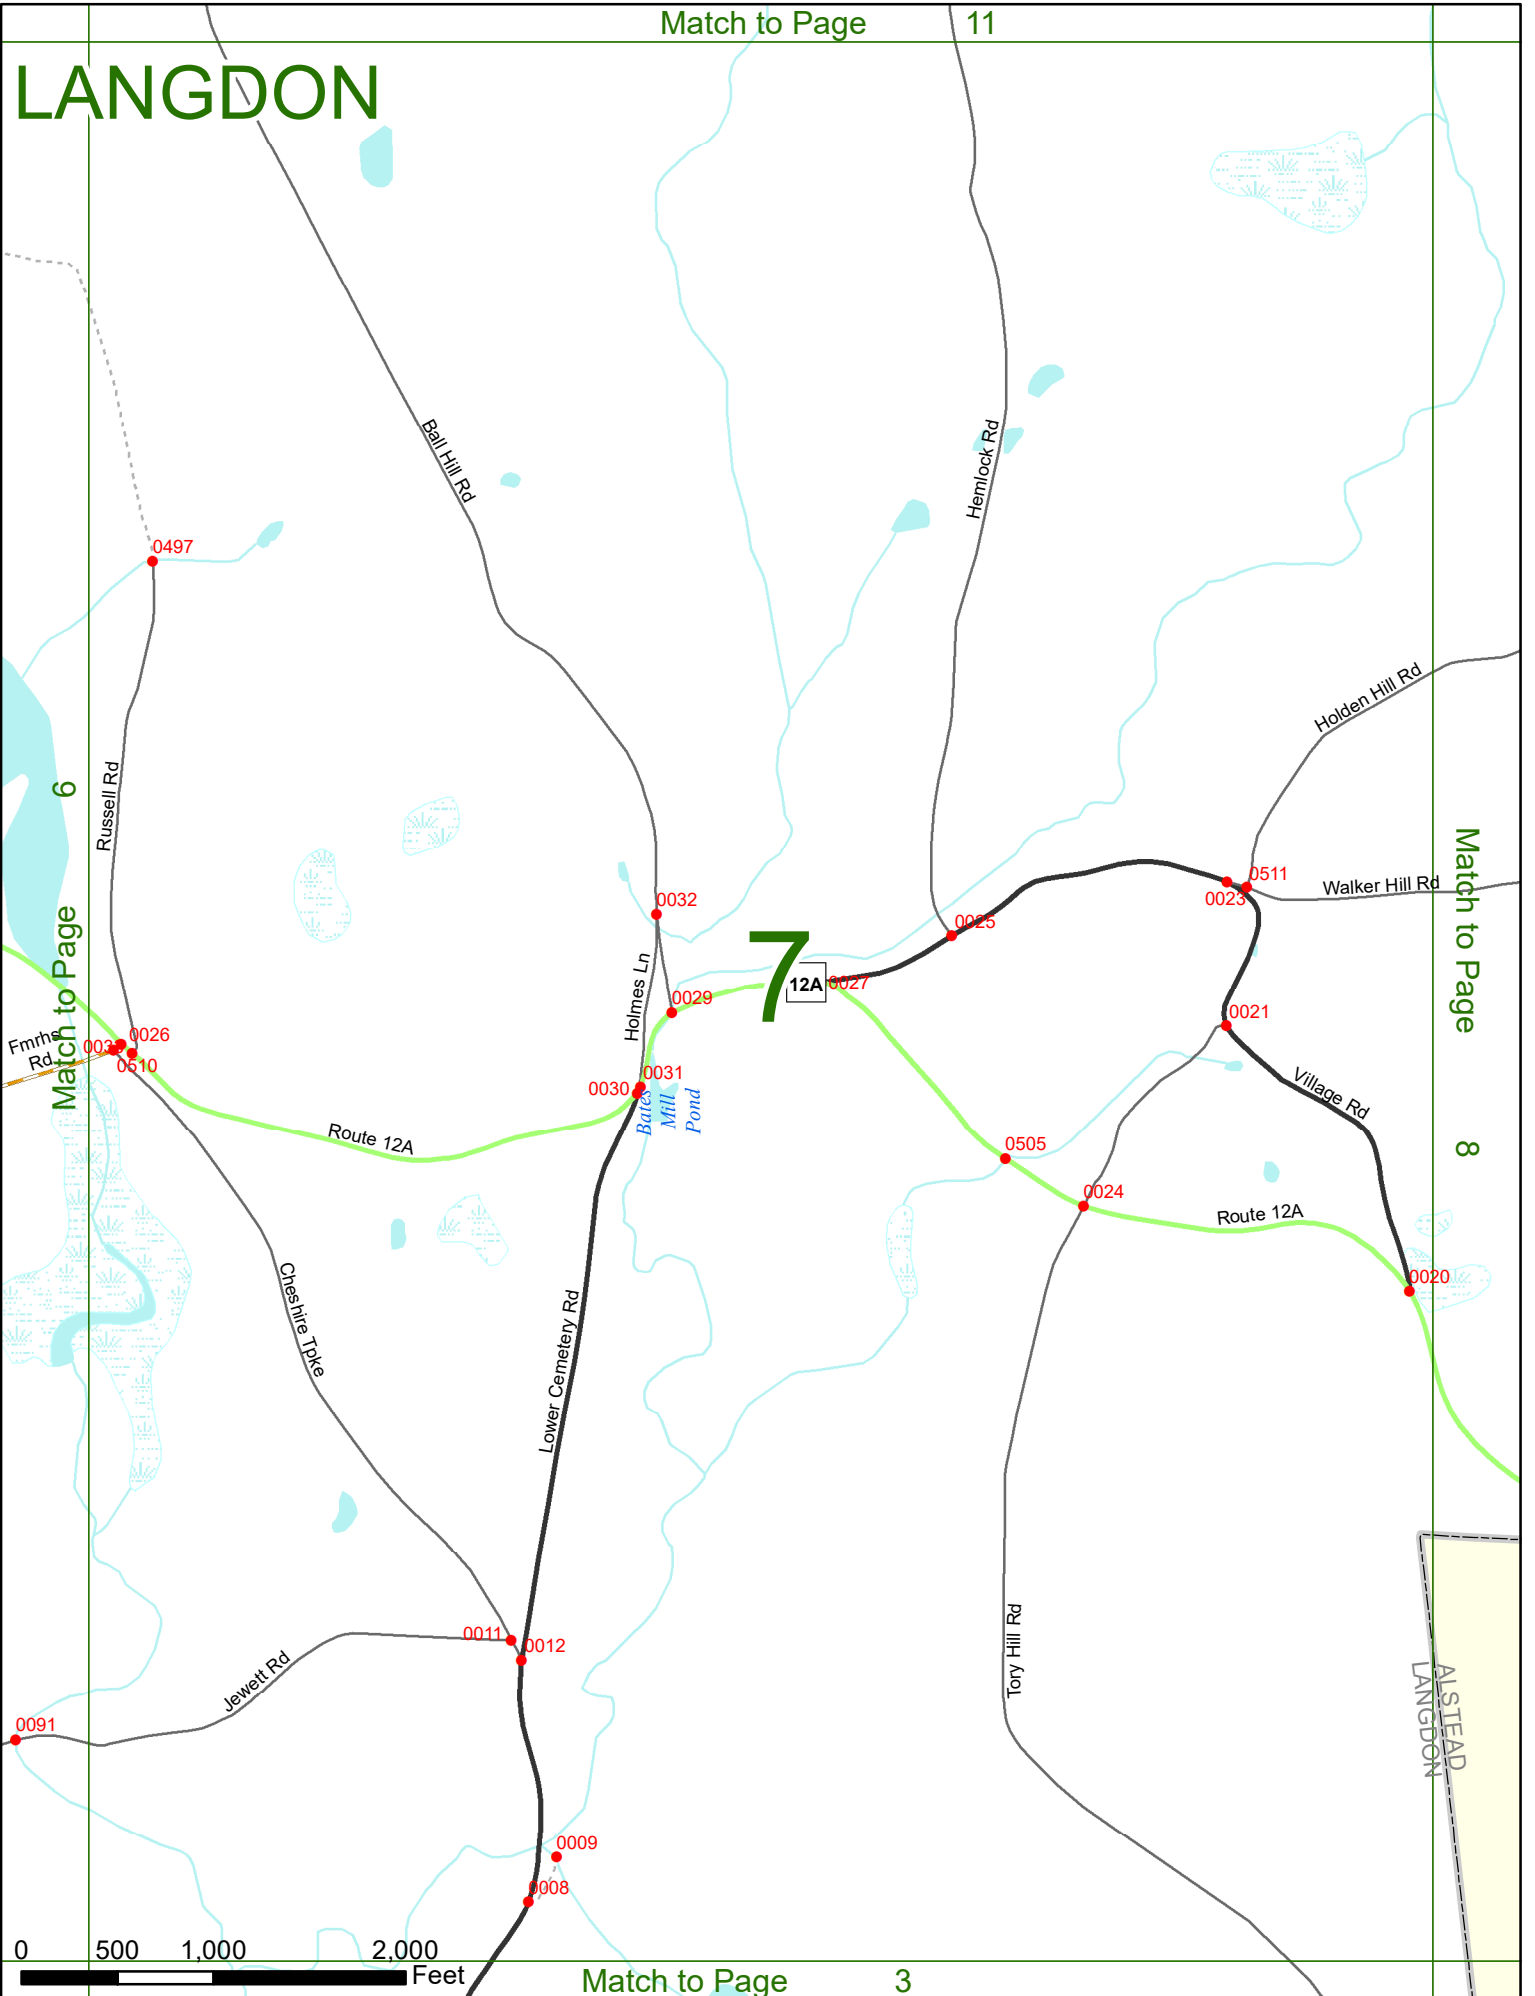 Match to Page 11
LANGDON
Ball Hill Rd
Hemlock Rd
0497
Holden Hill Rd
Russell Rd
Match to Page 6
Match to Page 8
0511
Walker Hill Rd
0023
0032
0025
7
12A
0027
Holmes Ln
0029
0021
Fmrhs
Rd
0026
0510
0031
0030
Bates
Mill
Pond
Village Rd
Route 12A
0505
0024
Route 12A
0020
Cheshire Tpke
Lower Cemetery Rd
Tory Hill Rd
0011
0012
Jewett Rd
0091
ALSTEAD
LANGDON
0009
0008
0 500 1,000 2,000
Feet
Match to Page 3